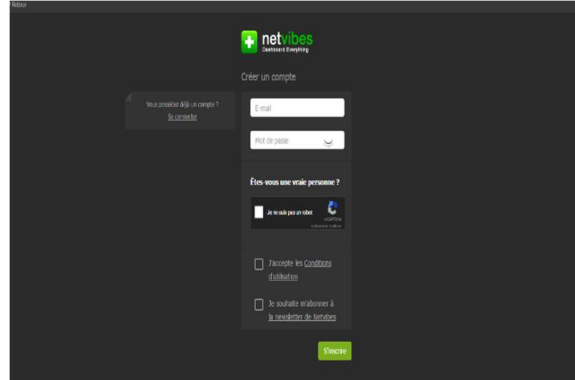 Retour
netvibes
Dashboard Everything
Créer un compte
Vous possédez déjà un compte ?
Se connecter
E-mail
Mot de passe
Êtes-vous une vraie personne ?
Je ne suis pas un robot
reCAPTCHA
J'accepte les Conditions
d'utilisation
Je souhaite m'abonner à
la newsletter de Netvibes
S'inscrire